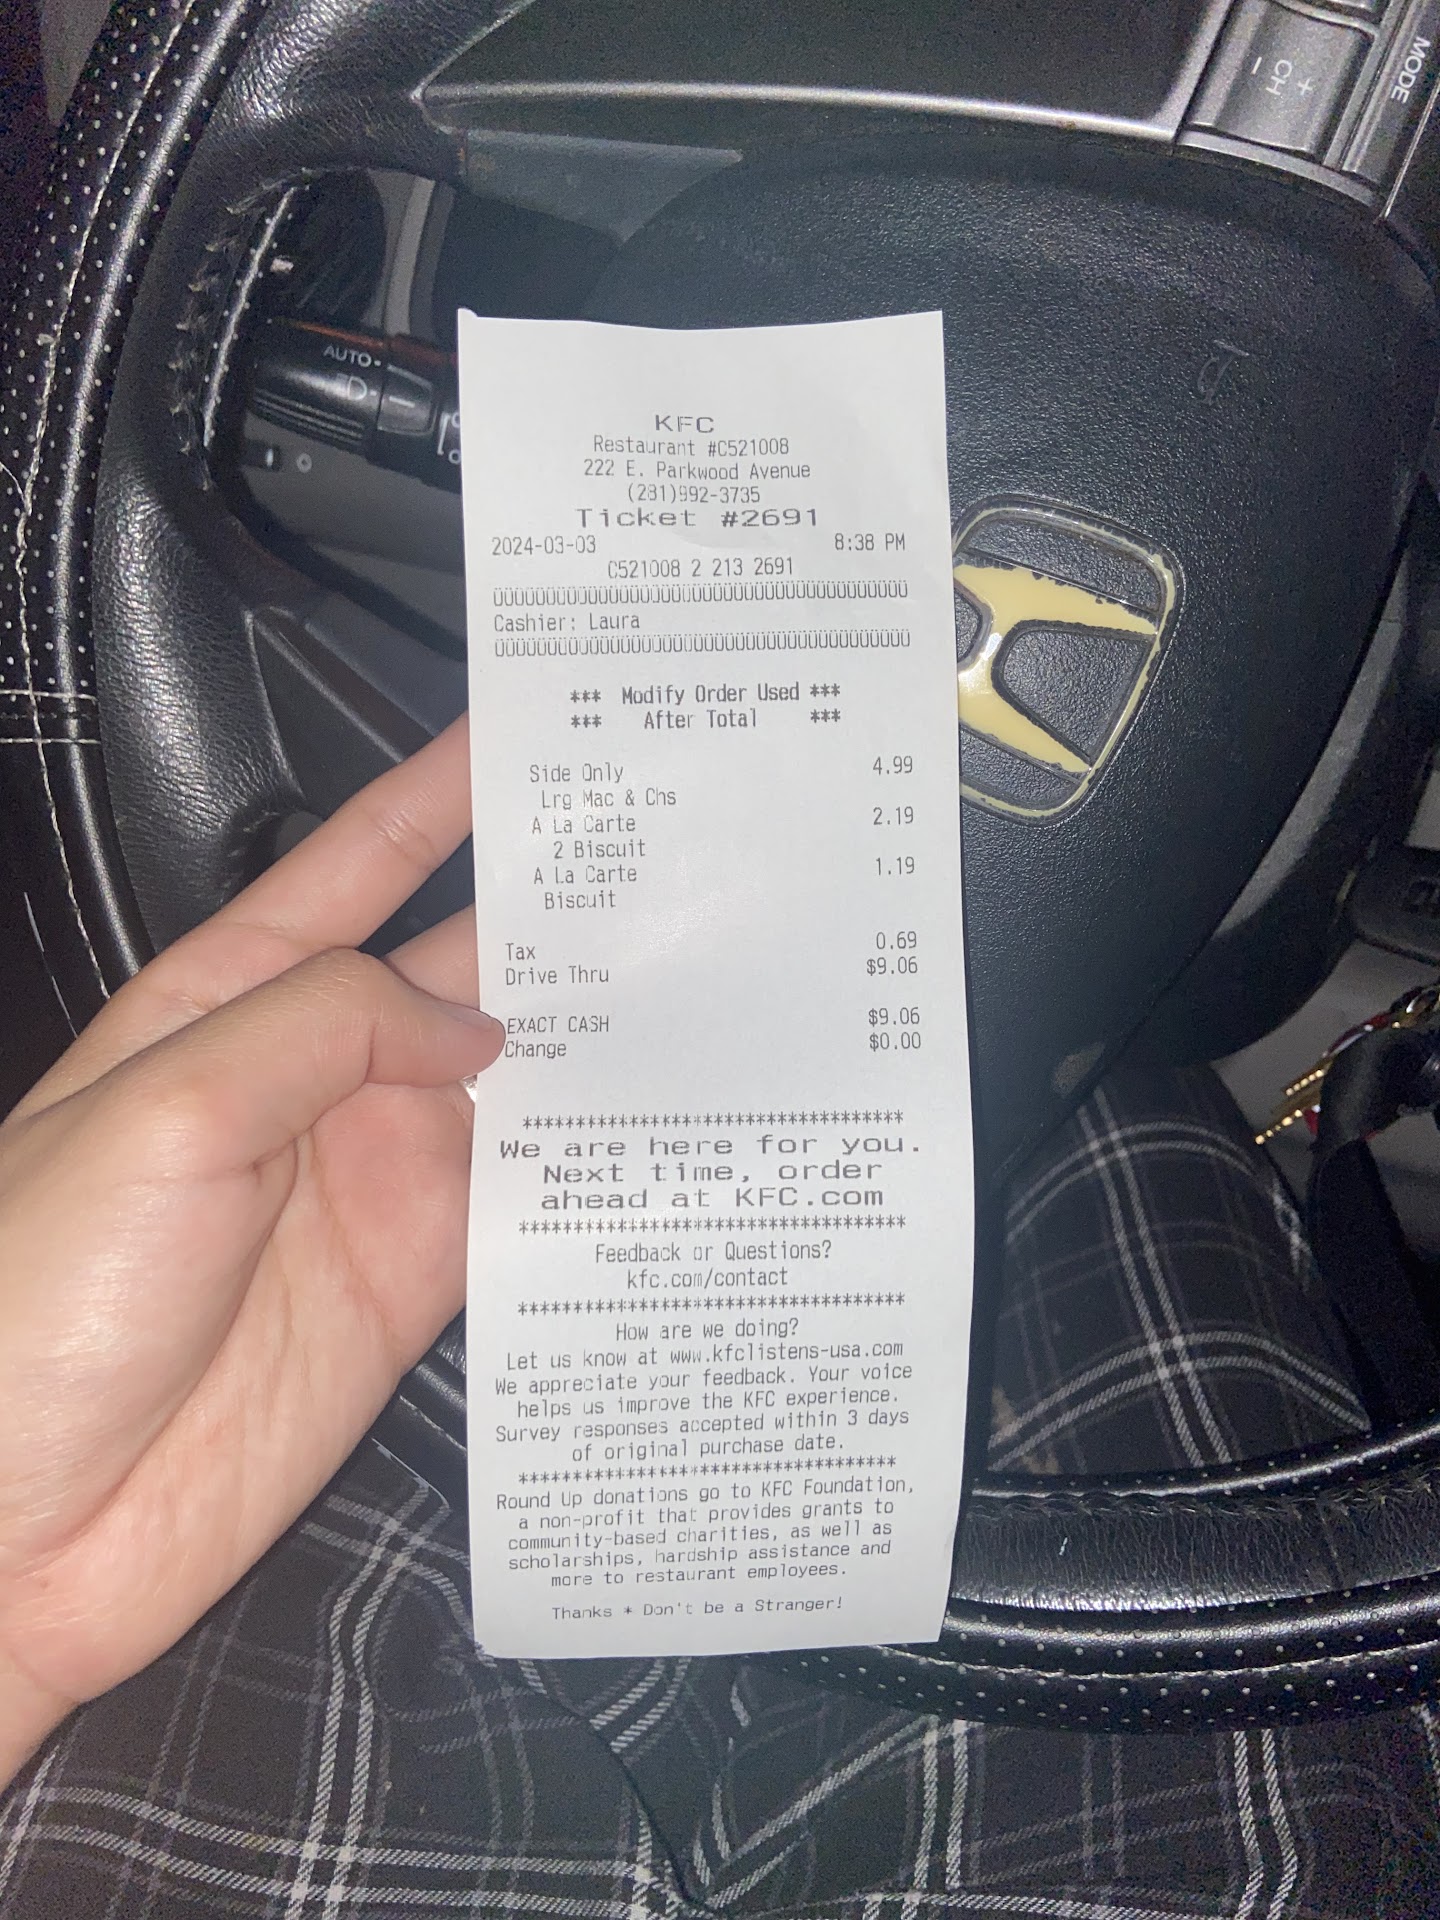 MODE
+
CH
-
AUTO
KFC
Restaurant #C521008
222 E. Parkwood Avenue
(281)992-3735
Ticket #2691
2024-03-03 8:38 PM
C521008 2 213 2691
ÜÜÜÜÜÜÜÜÜÜÜÜÜÜÜÜÜÜÜÜÜÜÜÜÜÜÜÜÜÜÜÜÜÜÜÜÜÜÜ
Cashier: Laura
ÜÜÜÜÜÜÜÜÜÜÜÜÜÜÜÜÜÜÜÜÜÜÜÜÜÜÜÜÜÜÜÜÜÜÜÜÜÜÜ
*** Modify Order Used ***
*** After Total ***
Side Only 4.99
Lrg Mac & Chs
A La Carte 2.19
2 Biscuit
A La Carte 1.19
Biscuit
Tax 0.69
Drive Thru $9.06
EXACT CASH $9.06
Change $0.00
************************************
We are here for you.
Next time, order
ahead at KFC.com
************************************
Feedback or Questions?
kfc.com/contact
************************************
How are we doing?
Let us know at www.kfclistens-usa.com
We appreciate your feedback. Your voice
helps us improve the KFC experience.
Survey responses accepted within 3 days
of original purchase date.
************************************
Round Up donations go to KFC Foundation,
a non-profit that provides grants to
community-based charities, as well as
scholarships, hardship assistance and
more to restaurant employees.
Thanks * Don't be a Stranger!